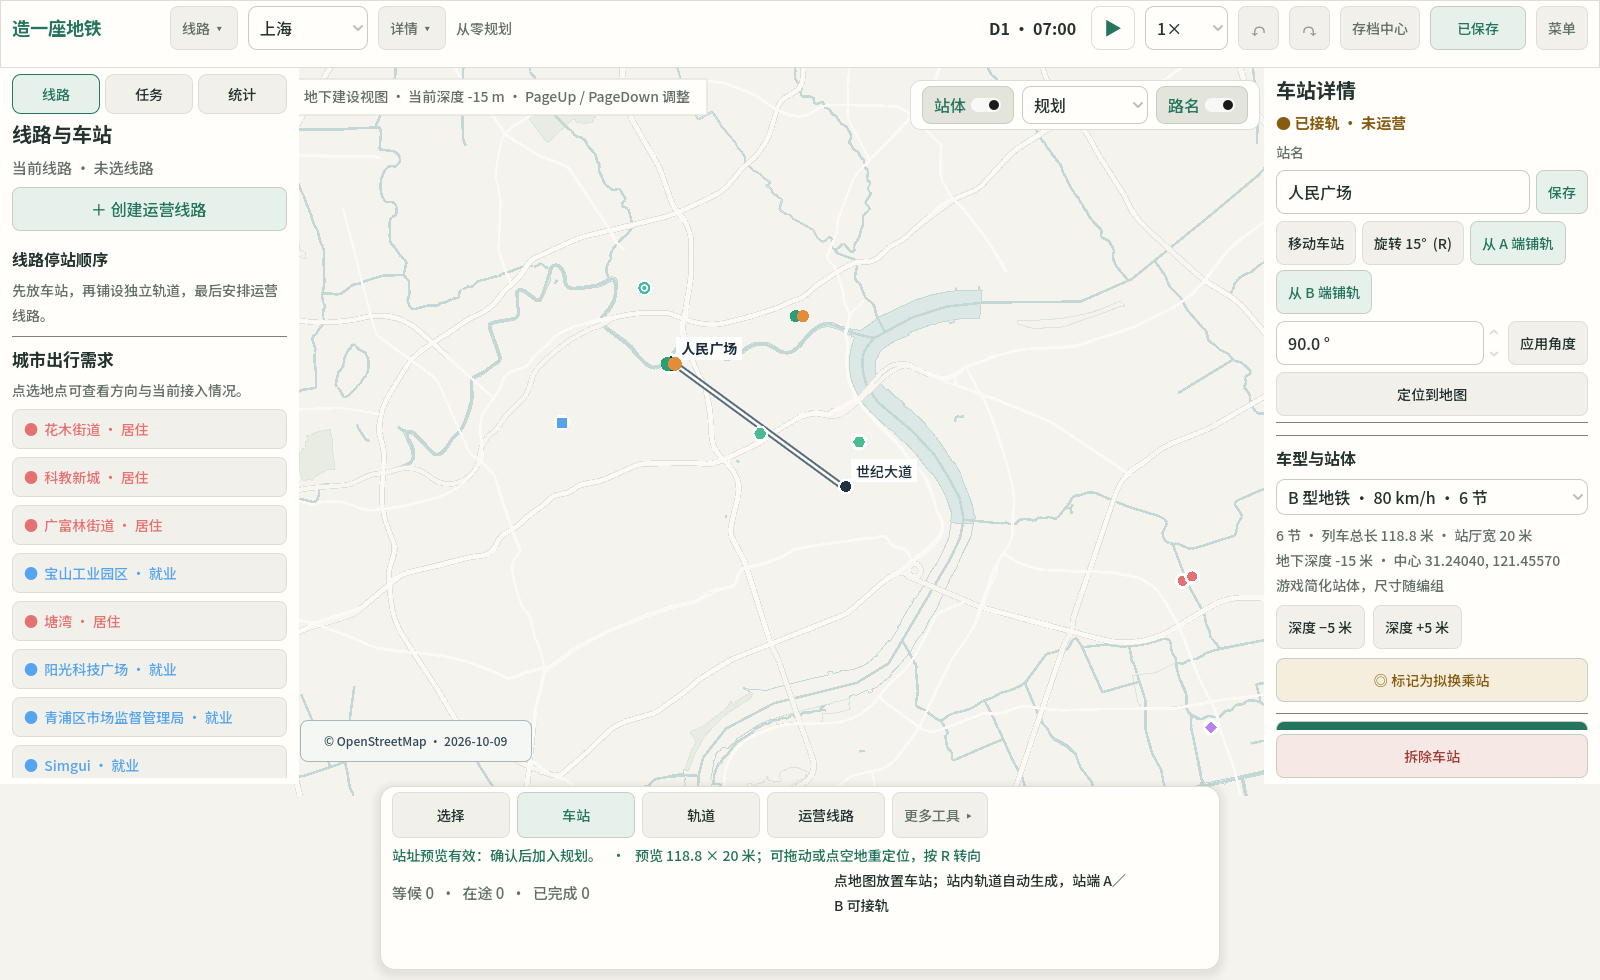 造一座地铁
线路 ▾
上海
详情 ▾
从零规划
D1 · 07:00
1×
存档中心
已保存
菜单
线路
任务
统计
线路与车站
当前线路 · 未选线路
＋ 创建运营线路
线路停站顺序
先放车站，再铺设独立轨道，最后安排运营
线路。
城市出行需求
点选地点可查看方向与当前接入情况。
花木街道 · 居住
科教新城 · 居住
广富林街道 · 居住
宝山工业园区 · 就业
塘湾 · 居住
阳光科技广场 · 就业
青浦区市场监督管理局 · 就业
Simgui · 就业
地下建设视图 · 当前深度 -15 m · PageUp / PageDown 调整
站体
规划
路名
人民广场
世纪大道
© OpenStreetMap · 2026-10-09
车站详情
已接轨 · 未运营
站名
人民广场
保存
移动车站
旋转 15° (R)
从 A 端铺轨
从 B 端铺轨
90.0 °
应用角度
定位到地图
车型与站体
B 型地铁 · 80 km/h · 6 节
6 节 · 列车总长 118.8 米 · 站厅宽 20 米
地下深度 -15 米 · 中心 31.24040, 121.45570
游戏简化站体，尺寸随编组
深度 −5 米
深度 +5 米
◎ 标记为拟换乘站
拆除车站
选择
车站
轨道
运营线路
更多工具 ▸
站址预览有效：确认后加入规划。 · 预览 118.8 × 20 米；可拖动或点空地重定位，按 R 转向
等候 0 · 在途 0 · 已完成 0
点地图放置车站；站内轨道自动生成，站端 A／
B 可接轨